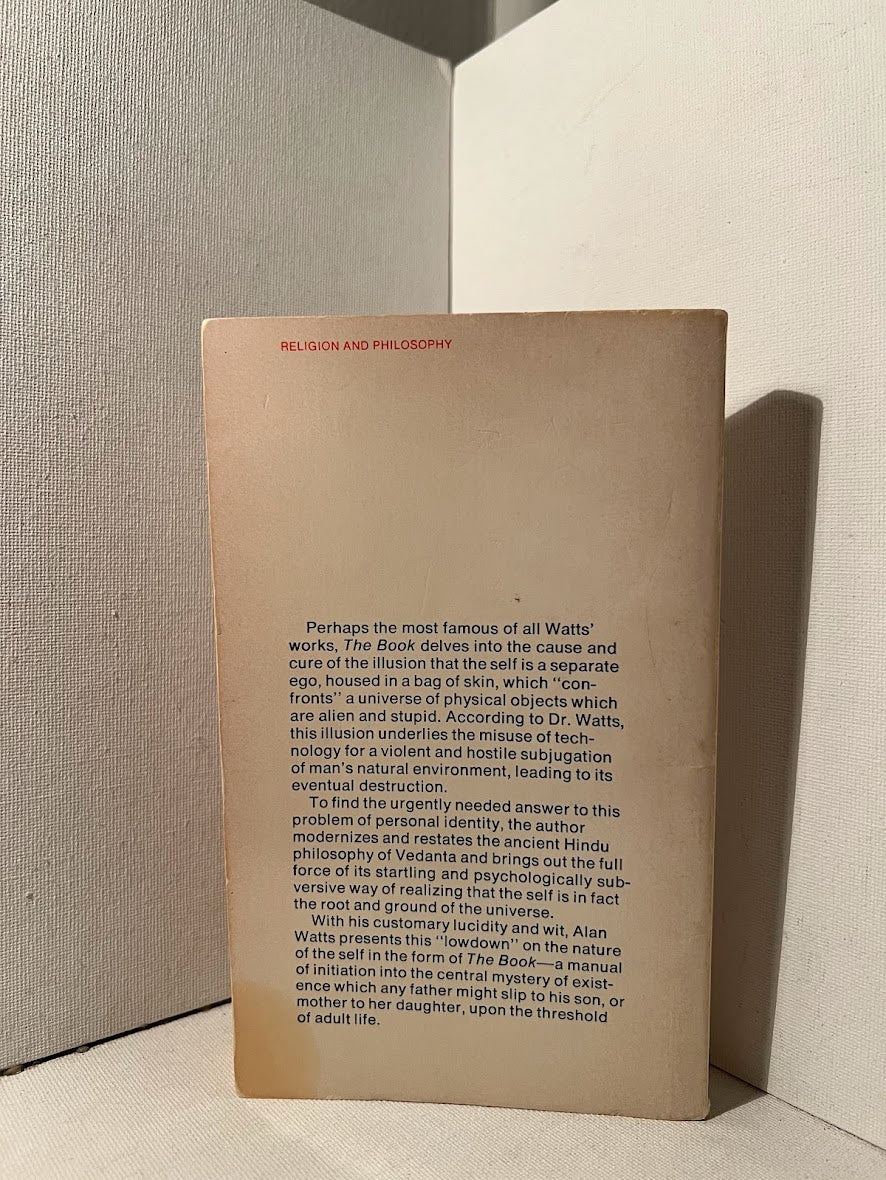 RELIGION AND PHILOSOPHY
Perhaps the most famous of all Watts'
works, The Book delves into the cause and
cure of the illusion that the self is a separate
ego, housed in a bag of skin, which "con-
fronts" a universe of physical objects which
are alien and stupid. According to Dr. Watts,
this illusion underlies the misuse of tech-
nology for a violent and hostile subjugation
of man's natural environment, leading to its
eventual destruction.
To find the urgently needed answer to this
problem of personal identity, the author
modernizes and restates the ancient Hindu
philosophy of Vedanta and brings out the full
force of its startling and psychologically sub-
versive way of realizing that the self is in fact
the root and ground of the universe.
With his customary lucidity and wit, Alan
Watts presents this "lowdown" on the nature
of the self in the form of The Book—a manual
of initiation into the central mystery of exist-
ence which any father might slip to his son, or
mother to her daughter, upon the threshold
of adult life.